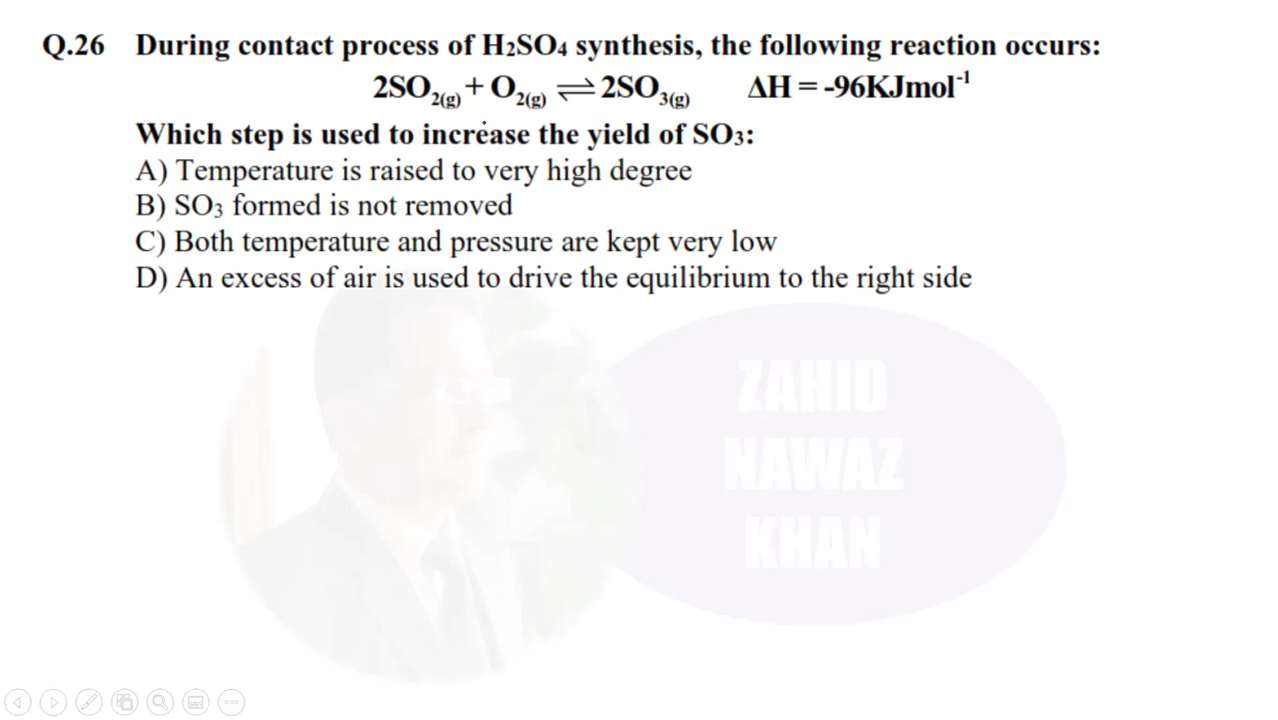 Q.26 During contact process of H₂SO₄ synthesis, the following reaction occurs:
2SO₂(g) + O₂(g) ⇌ 2SO₃(g) ΔH = -96KJmol⁻¹
Which step is used to increase the yield of SO₃:
A) Temperature is raised to very high degree
B) SO₃ formed is not removed
C) Both temperature and pressure are kept very low
D) An excess of air is used to drive the equilibrium to the right side
ZAHID
NAWAZ
KHAN